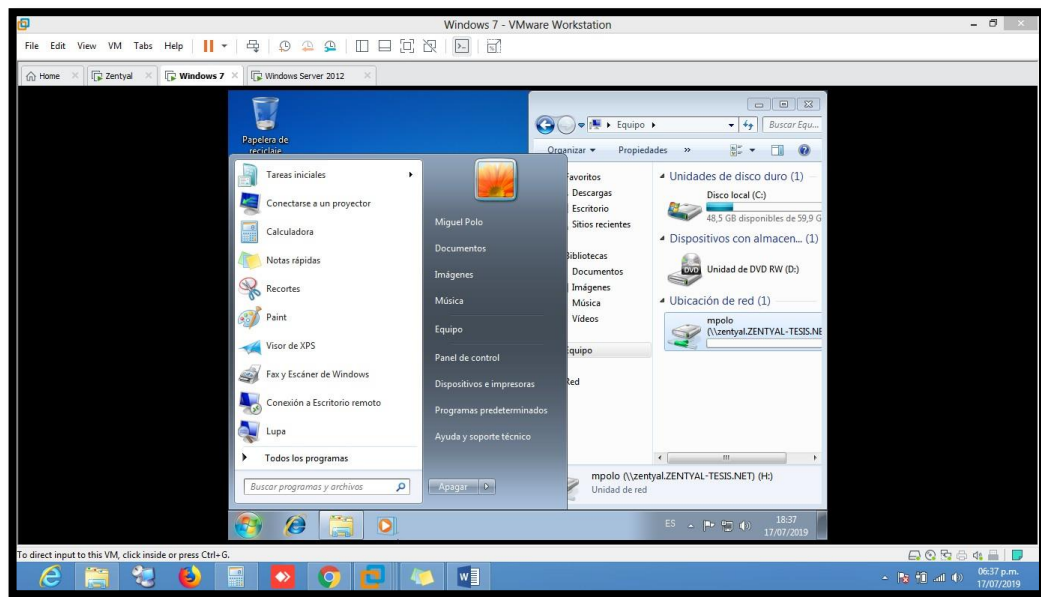 Windows 7 - VMware Workstation
File Edit View VM Tabs Help
Home Zentyal Windows 7 Windows Server 2012
Papelera de
reciclaje
Equipo
Buscar Equ...
Organizar Propiedades »
Tareas iniciales
Conectarse a un proyector
Calculadora
Notas rápidas
Recortes
Paint
Visor de XPS
Fax y Escáner de Windows
Conexión a Escritorio remoto
Lupa
Todos los programas
Buscar programas y archivos
Miguel Polo
Documentos
Imágenes
Música
Equipo
Panel de control
Dispositivos e impresoras
Programas predeterminados
Ayuda y soporte técnico
Apagar
Favoritos
Descargas
Escritorio
Sitios recientes
Bibliotecas
Documentos
Imágenes
Música
Vídeos
Equipo
Red
Unidades de disco duro (1)
Disco local (C:)
48,5 GB disponibles de 59,9 G
Dispositivos con almacen... (1)
DVD
Unidad de DVD RW (D:)
Ubicación de red (1)
mpolo
(\\zentyal.ZENTYAL-TESIS.NE
mpolo (\\zentyal.ZENTYAL-TESIS.NET) (H:)
Unidad de red
ES
18:37
17/07/2019
To direct input to this VM, click inside or press Ctrl+G.
06:37 p.m.
17/07/2019